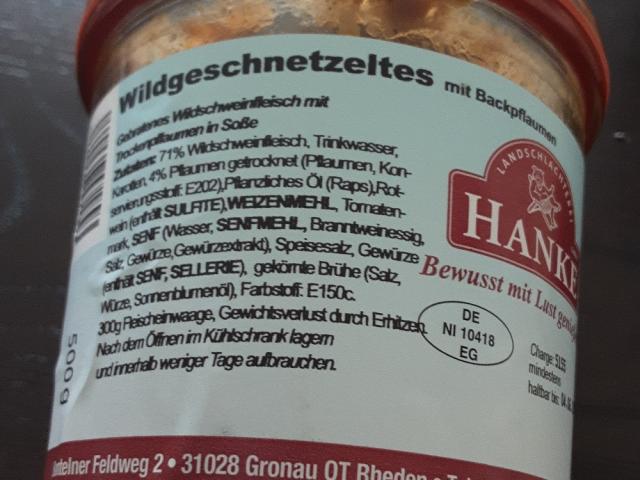 Wildgeschnetzeltes mit Backpflaumen
Gebratenes Wildschweinfleisch mit
Trockenpflaumen in Soße
Zutaten: 71% Wildschweinfleisch, Trinkwasser,
Karotten, 4% Pflaumen getrocknet (Pflaumen, Kon-
servierungsstoff: E202),Pflanzliches Öl (Raps),Rot-
wein (enthält SULFITE),WEIZENMEHL, Tomaten-
mark, SENF (Wasser, SENFMEHL, Branntweinessig,
Salz, Gewürze,Gewürzextrakt), Speisesalz, Gewürze
(enthält SENF, SELLERIE), gekörnte Brühe (Salz,
Würze, Sonnenblumenöl), Farbstoff: E150c.
300g Fleischeinwaage, Gewichtsverlust durch Erhitzen.
Nach dem Öffnen im Kühlschrank lagern
und innerhalb weniger Tage aufbrauchen.
500g
LANDSCHLACHTEREI
HANKE
Bewusst mit Lust
DE
NI 10418
EG
Charge: 5155
mindestens
haltbar bis: 04.
Feldweg 2 • 31028 Gronau OT Rheden •